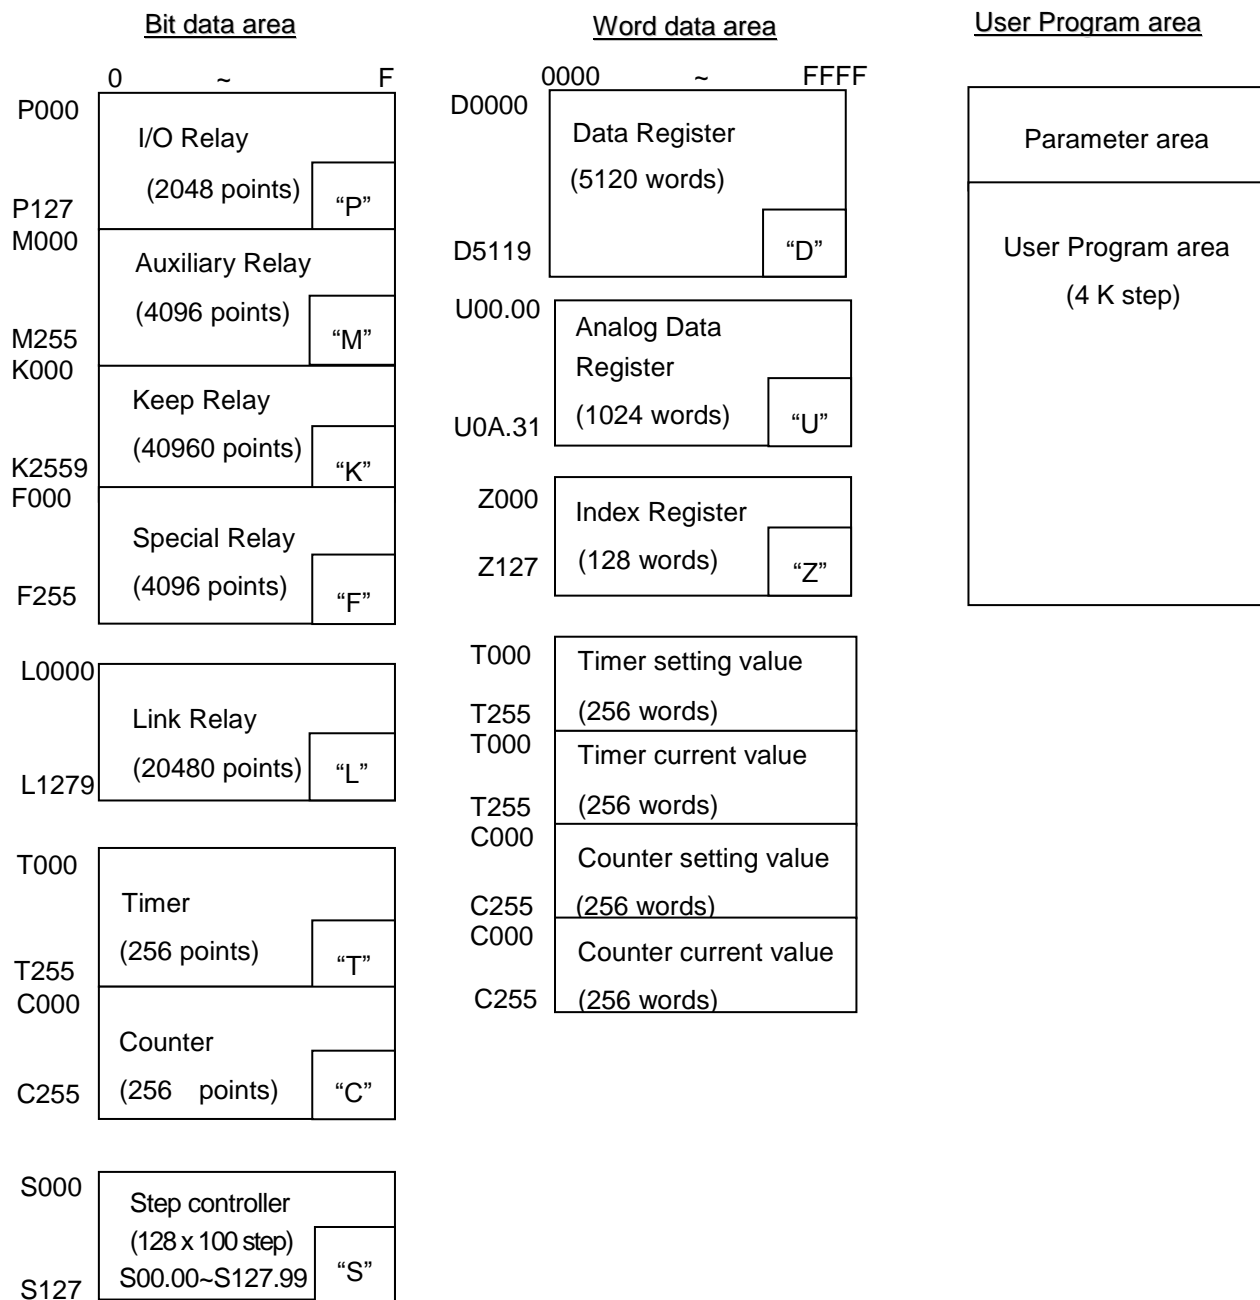 Bit data area
0 ~ F
P000
I/O Relay
(2048 points)
"P"
P127
M000
Auxiliary Relay
(4096 points)
"M"
M255
K000
Keep Relay
(40960 points)
"K"
K2559
F000
Special Relay
(4096 points)
"F"
F255
L0000
Link Relay
(20480 points)
"L"
L1279
T000
Timer
(256 points)
"T"
T255
C000
Counter
(256 points)
"C"
C255
S000
Step controller
(128 x 100 step)
S00.00~S127.99
"S"
S127
Word data area
0000 ~ FFFF
D0000
Data Register
(5120 words)
D5119
"D"
U00.00
Analog Data
Register
(1024 words)
"U"
U0A.31
Z000
Index Register
(128 words)
"Z"
Z127
T000
Timer setting value
T255
(256 words)
T000
Timer current value
T255
(256 words)
C000
Counter setting value
C255
(256 words)
C000
Counter current value
C255
(256 words)
User Program area
Parameter area
User Program area
(4 K step)